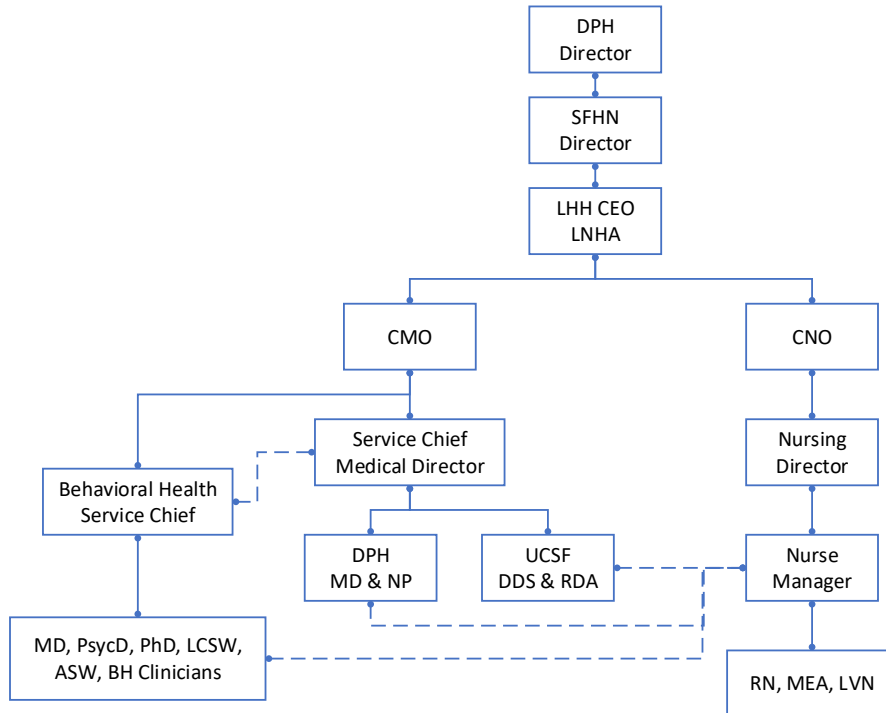 DPH
Director
SFHN
Director
LHH CEO
LNHA
CMO
CNO
Service Chief
Medical Director
Nursing
Director
Behavioral Health
Service Chief
DPH
MD & NP
UCSF
DDS & RDA
Nurse
Manager
MD, PsycD, PhD, LCSW,
ASW, BH Clinicians
RN, MEA, LVN